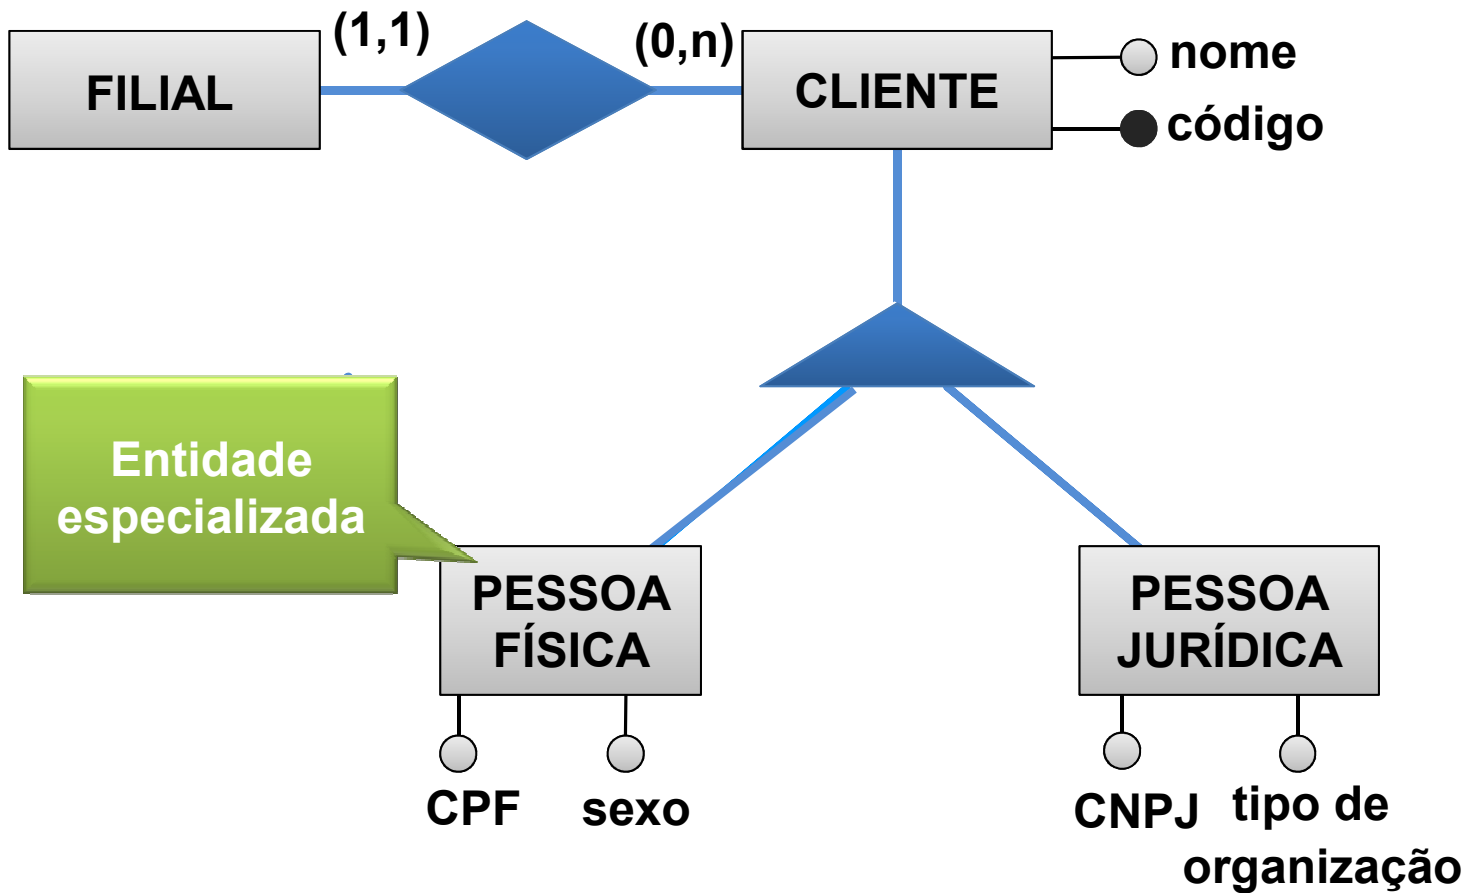 FILIAL
(1,1)
(0,n)
CLIENTE
nome
código
Entidade
especializada
PESSOA
FÍSICA
CPF
sexo
PESSOA
JURÍDICA
CNPJ
tipo de
organização